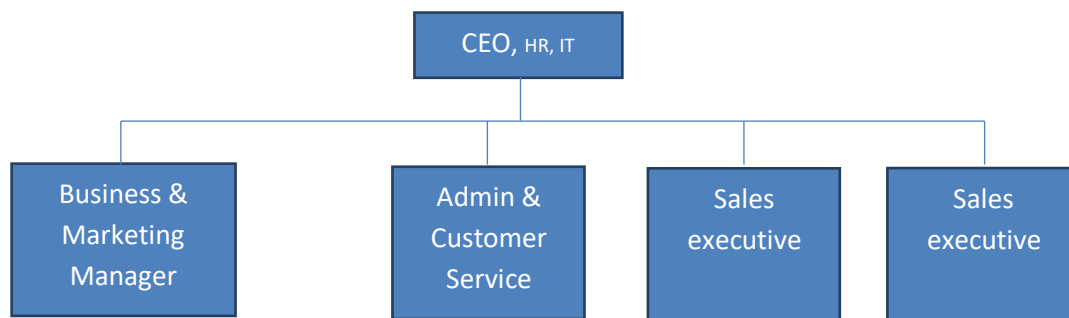 CEO, HR, IT
Business &
Marketing
Manager
Admin &
Customer
Service
Sales
executive
Sales
executive